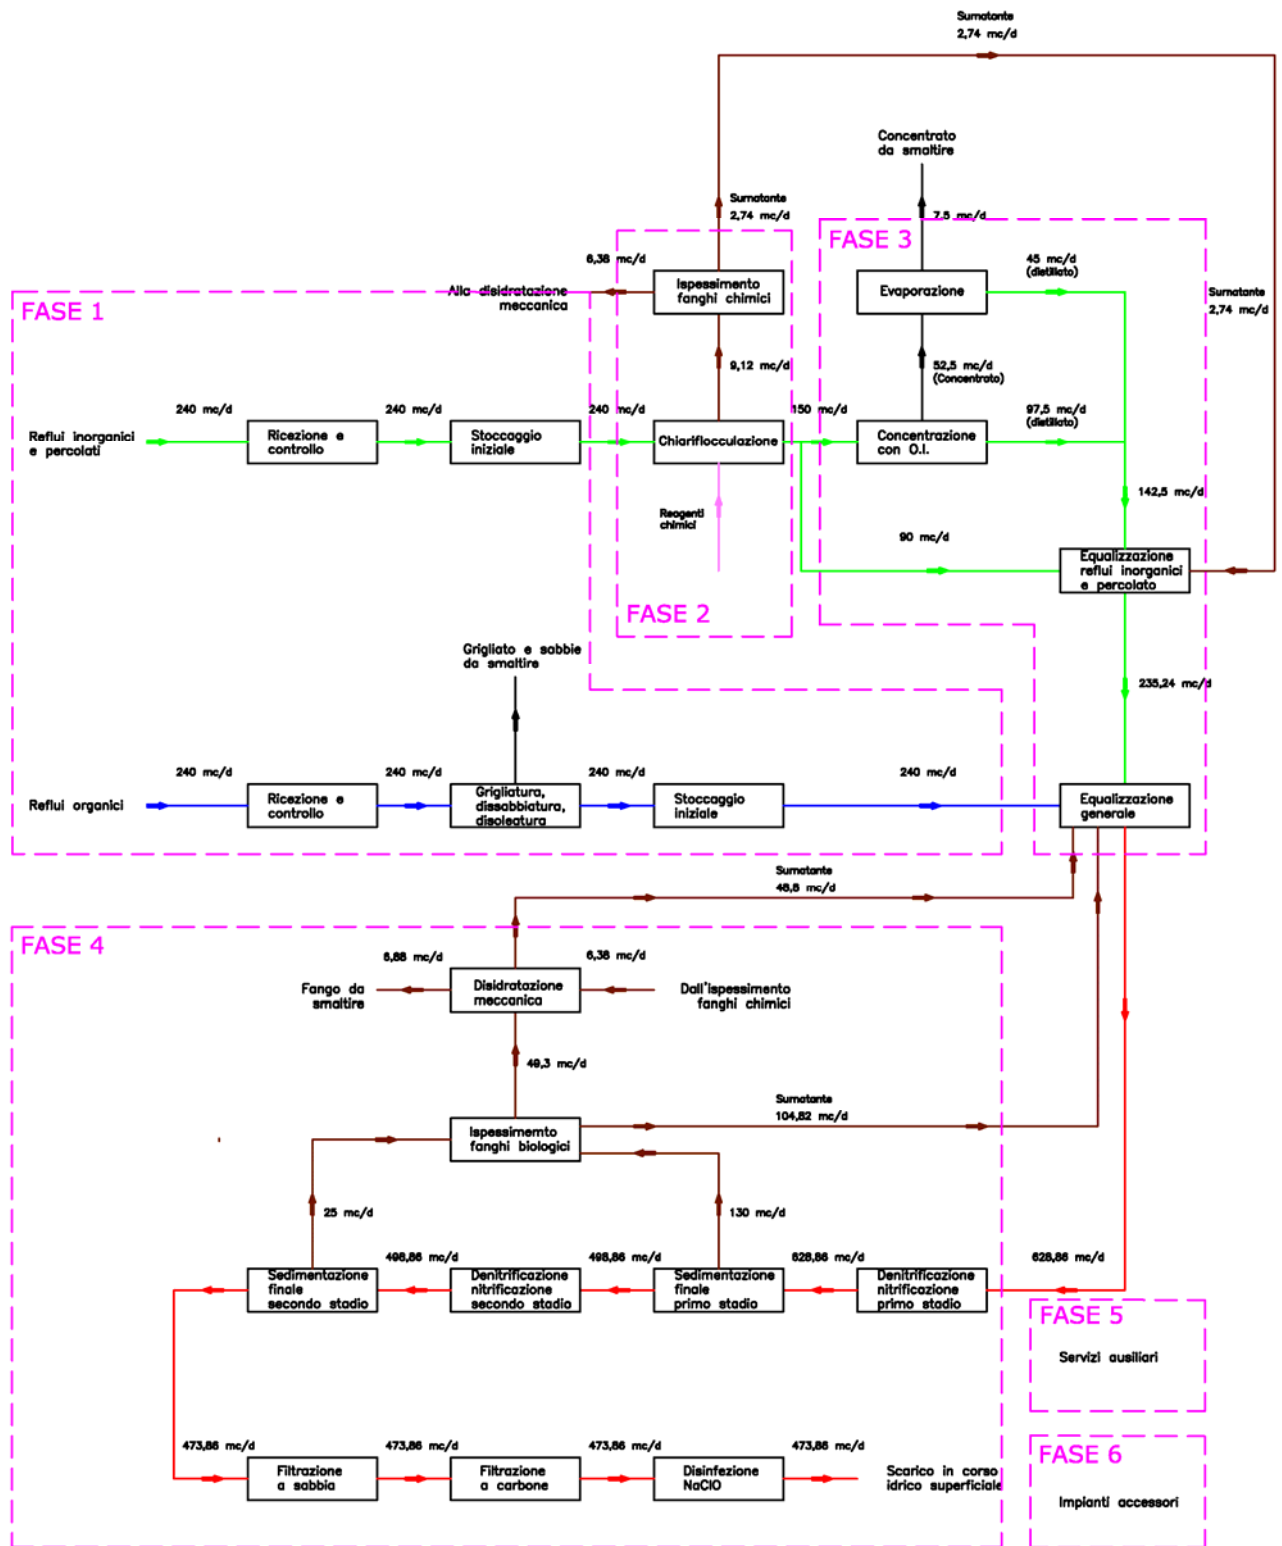 Surnatante
2,74 mc/d
Concentrato
da smaltire
Surnatante
2,74 mc/d
7,5 mc/d
FASE 3
6,38 mc/d
Ispessimento
fanghi chimici
Evaporazione
45 mc/d
(distillato)
Surnatante
2,74 mc/d
Alla disidratazione
meccanica
FASE 1
9,12 mc/d
52,5 mc/d
(Concentrato)
240 mc/d
240 mc/d
240 mc/d
150 mc/d
97,5 mc/d
(distillato)
Reflui inorganici
e percolati
Ricezione e
controllo
Stoccaggio
iniziale
Chiariflocculazione
Concentrazione
con O.I.
142,5 mc/d
Reagenti
chimici
90 mc/d
Equalizzazione
reflui inorganici
e percolato
FASE 2
Grigliato e sabbie
da smaltire
235,24 mc/d
240 mc/d
240 mc/d
240 mc/d
240 mc/d
Reflui organici
Ricezione e
controllo
Grigliatura,
dissabbiatura,
disoleatura
Stoccaggio
iniziale
Equalizzazione
generale
Surnatante
48,8 mc/d
FASE 4
6,88 mc/d
6,38 mc/d
Fango da
smaltire
Disidratazione
meccanica
Dall'ispessimento
fanghi chimici
49,3 mc/d
Surnatante
104,82 mc/d
Ispessimemto
fanghi biologici
25 mc/d
130 mc/d
498,86 mc/d
498,86 mc/d
628,86 mc/d
628,86 mc/d
Sedimentazione
finale
secondo stadio
Denitrificazione
nitrificazione
secondo stadio
Sedimentazione
finale
primo stadio
Denitrificazione
nitrificazione
primo stadio
FASE 5
Servizi ausiliari
473,86 mc/d
473,86 mc/d
473,86 mc/d
473,86 mc/d
Filtrazione
a sabbia
Filtrazione
a carbone
Disinfezione
NaClO
Scarico in corso
idrico superficiale
FASE 6
Impianti accessori